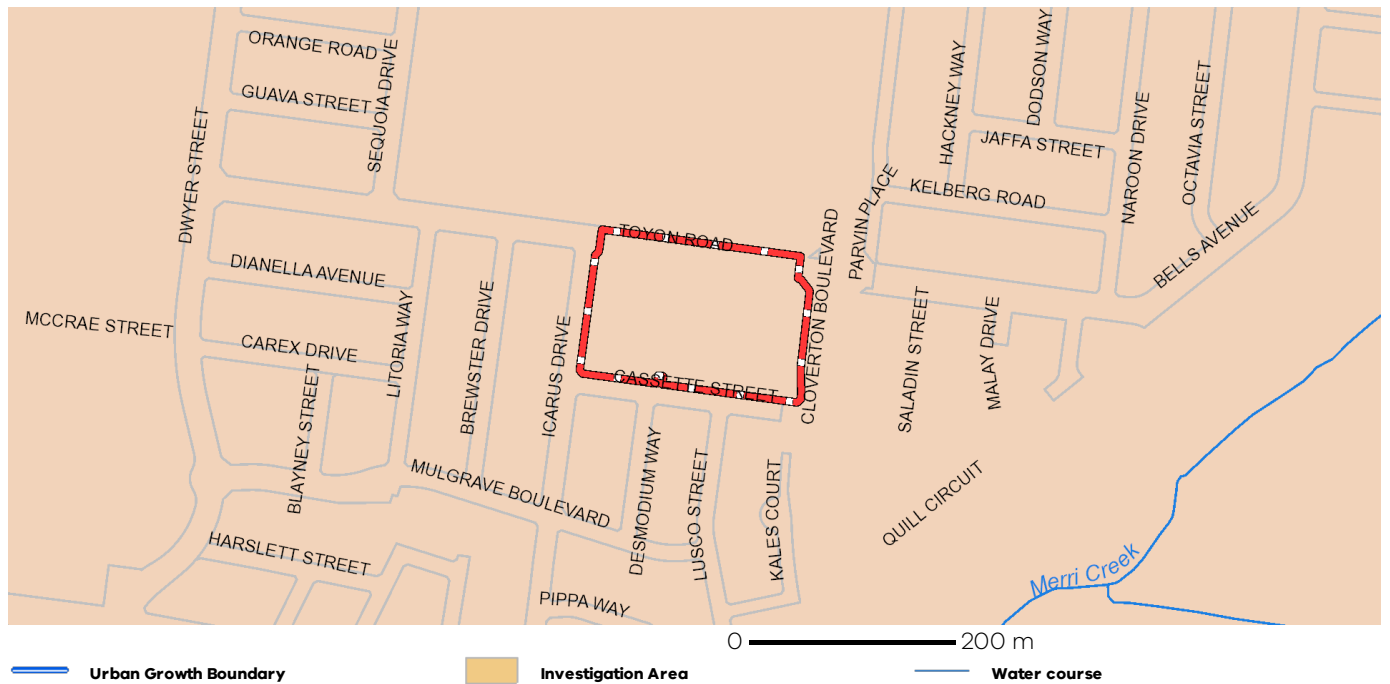 ORANGE ROAD
SEQUOIA DRIVE
GUAVA STREET
DWYER STREET
HACKNEY WAY
DODSON WAY
JAFFA STREET
NAROON DRIVE
OCTAVIA STREET
KELBERG ROAD
PARVIN PLACE
BELLS AVENUE
TOYON ROAD
CLOVERTON BOULEVARD
DIANELLA AVENUE
MCCRAE STREET
CAREX DRIVE
LITORIA WAY
BREWSTER DRIVE
ICARUS DRIVE
CASSETTE STREET
SALADIN STREET
MALAY DRIVE
BLAYNEY STREET
MULGRAVE BOULEVARD
DESMODIUM WAY
LUSCO STREET
KALES COURT
QUILL CIRCUIT
HARSLETT STREET
PIPPA WAY
Merri Creek
0 200 m
Urban Growth Boundary Investigation Area Water course